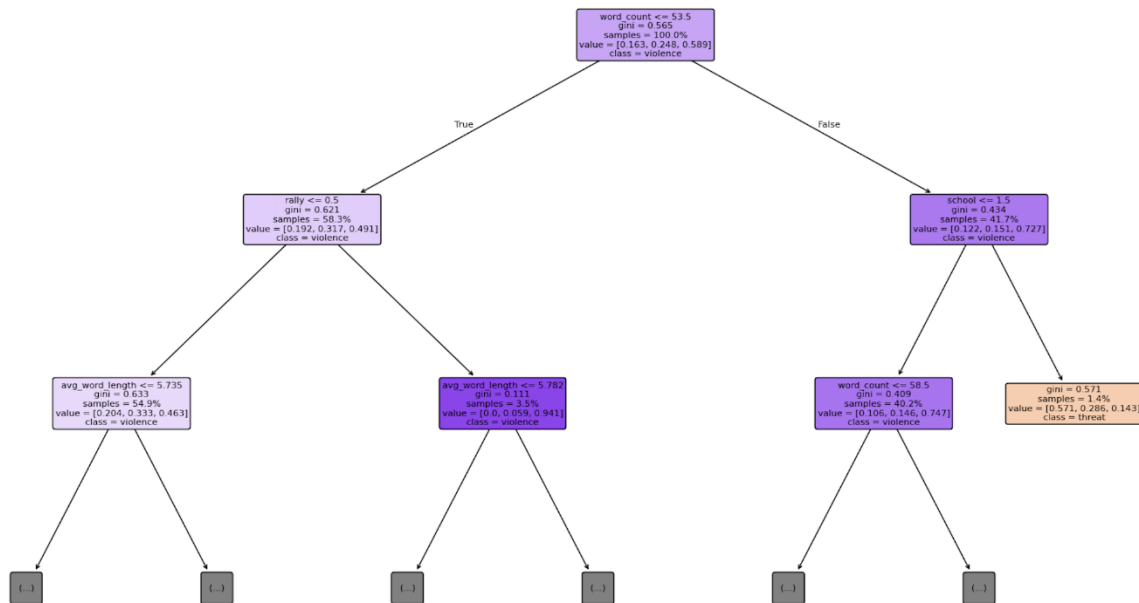 word_count <= 53.5
gini = 0.565
samples = 100.0%
value = [0.163, 0.248, 0.589]
class = violence
True
False
rally <= 0.5
gini = 0.621
samples = 58.3%
value = [0.192, 0.317, 0.491]
class = violence
school <= 1.5
gini = 0.434
samples = 41.7%
value = [0.122, 0.151, 0.727]
class = violence
avg_word_length <= 5.735
gini = 0.633
samples = 54.9%
value = [0.204, 0.333, 0.463]
class = violence
avg_word_length <= 5.782
gini = 0.111
samples = 3.5%
value = [0.0, 0.059, 0.941]
class = violence
word_count <= 58.5
gini = 0.409
samples = 40.2%
value = [0.106, 0.146, 0.747]
class = violence
gini = 0.571
samples = 1.4%
value = [0.571, 0.286, 0.143]
class = threat
(...)
(...)
(...)
(...)
(...)
(...)